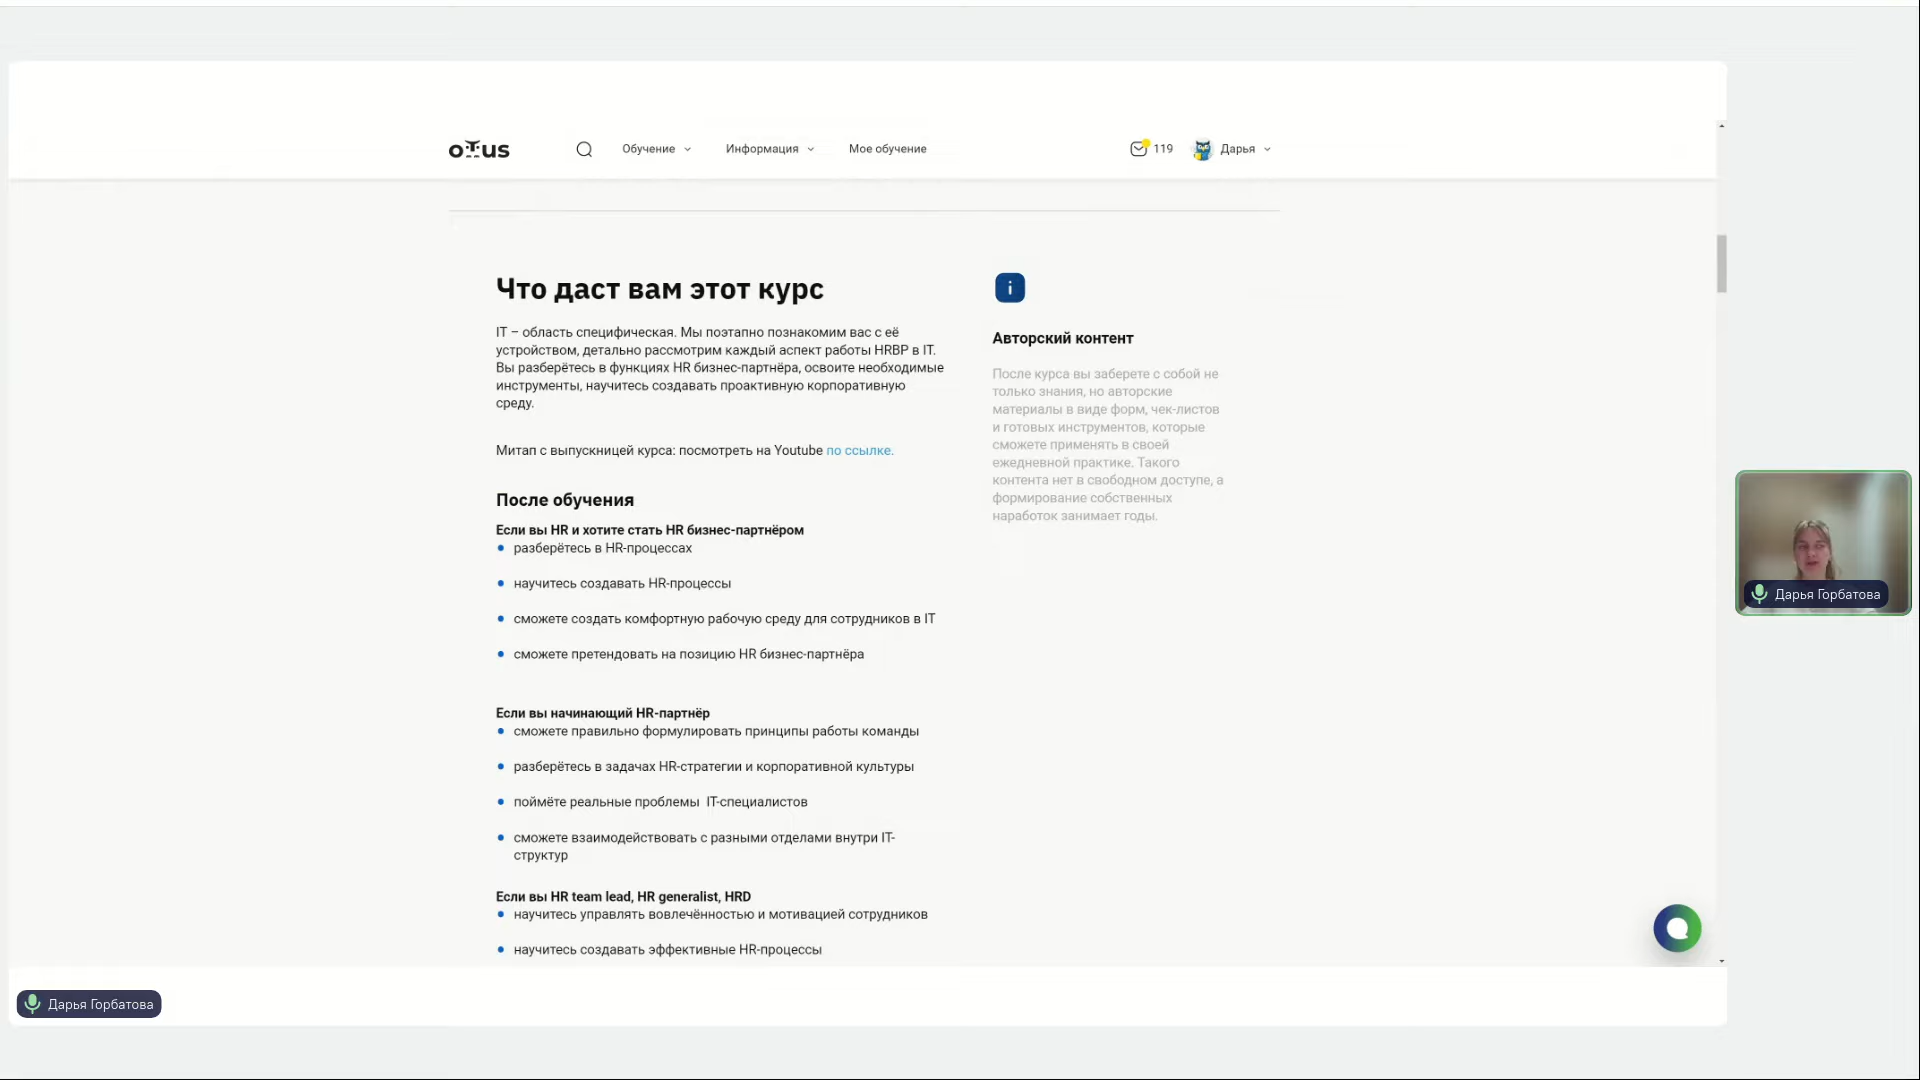 otus
Обучение
Информация
Мое обучение
119
Дарья
Что даст вам этот курс
IT – область специфическая. Мы поэтапно познакомим вас с её
устройством, детально рассмотрим каждый аспект работы HRBP в IT.
Вы разберётесь в функциях HR бизнес-партнёра, освоите необходимые
инструменты, научитесь создавать проактивную корпоративную
среду.
Митап с выпускницей курса: посмотреть на Youtube по ссылке.
После обучения
Если вы HR и хотите стать HR бизнес-партнёром
разберётесь в HR-процессах
научитесь создавать HR-процессы
сможете создать комфортную рабочую среду для сотрудников в IT
сможете претендовать на позицию HR бизнес-партнёра
Если вы начинающий HR-партнёр
сможете правильно формулировать принципы работы команды
разберётесь в задачах HR-стратегии и корпоративной культуры
поймёте реальные проблемы IT-специалистов
сможете взаимодействовать с разными отделами внутри IT-
структур
Если вы HR team lead, HR generalist, HRD
научитесь управлять вовлечённостью и мотивацией сотрудников
научитесь создавать эффективные HR-процессы
i
Авторский контент
После курса вы заберете с собой не
только знания, но авторские
материалы в виде форм, чек-листов
и готовых инструментов, которые
сможете применять в своей
ежедневной практике. Такого
контента нет в свободном доступе, а
формирование собственных
наработок занимает годы.
Дарья Горбатова
Дарья Горбатова